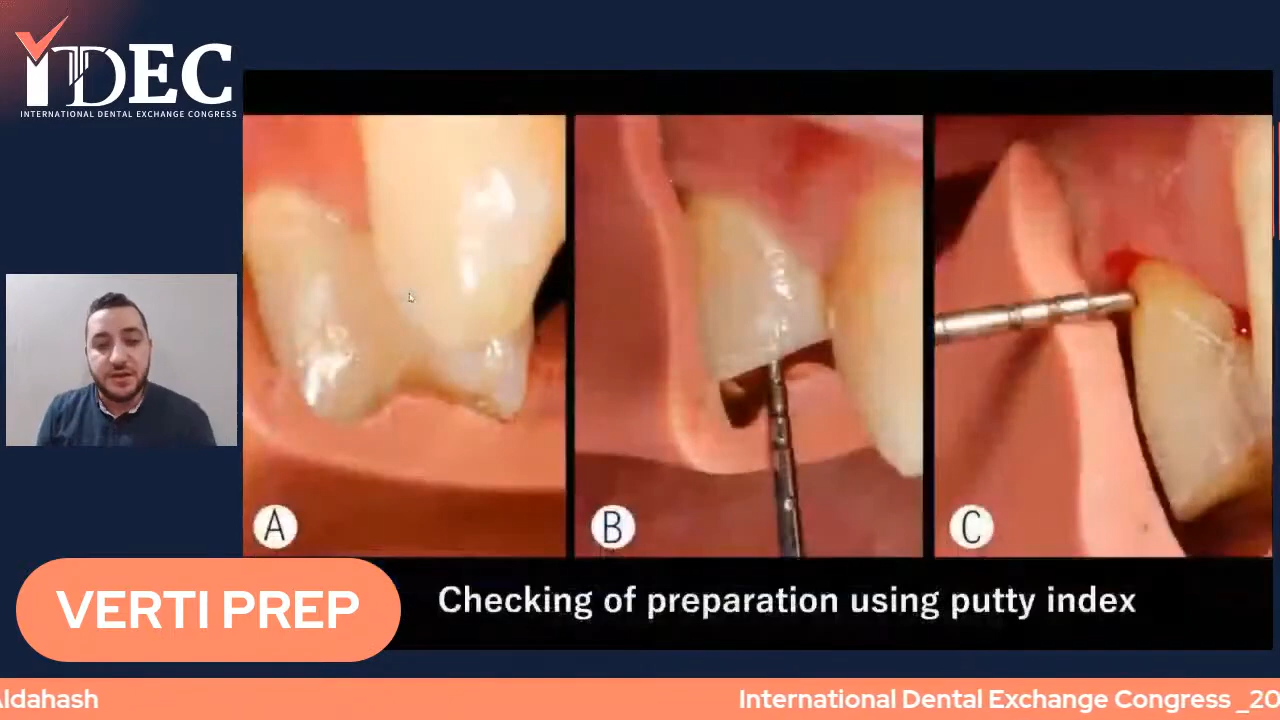 IDEC
INTERNATIONAL DENTAL EXCHANGE CONGRESS
A
B
C
VERTI PREP
Checking of preparation using putty index
Aldahash
International Dental Exchange Congress _20